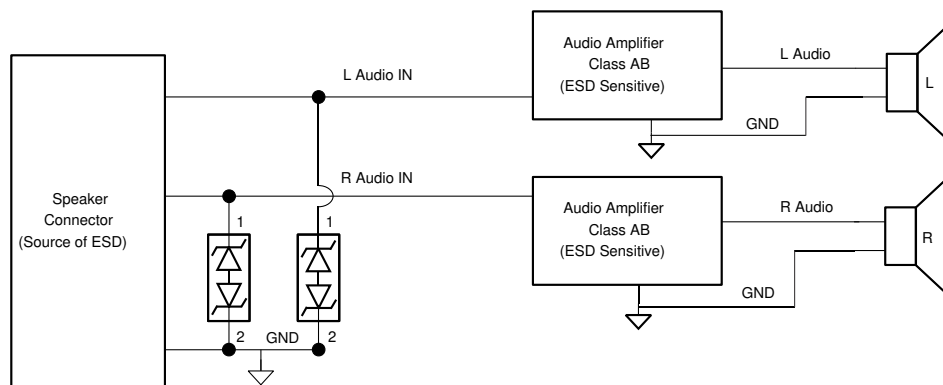 Speaker
Connector
(Source of ESD)
L Audio IN
R Audio IN
1
1
2
2
GND
Audio Amplifier
Class AB
(ESD Sensitive)
L Audio
GND
L
Audio Amplifier
Class AB
(ESD Sensitive)
R Audio
GND
R